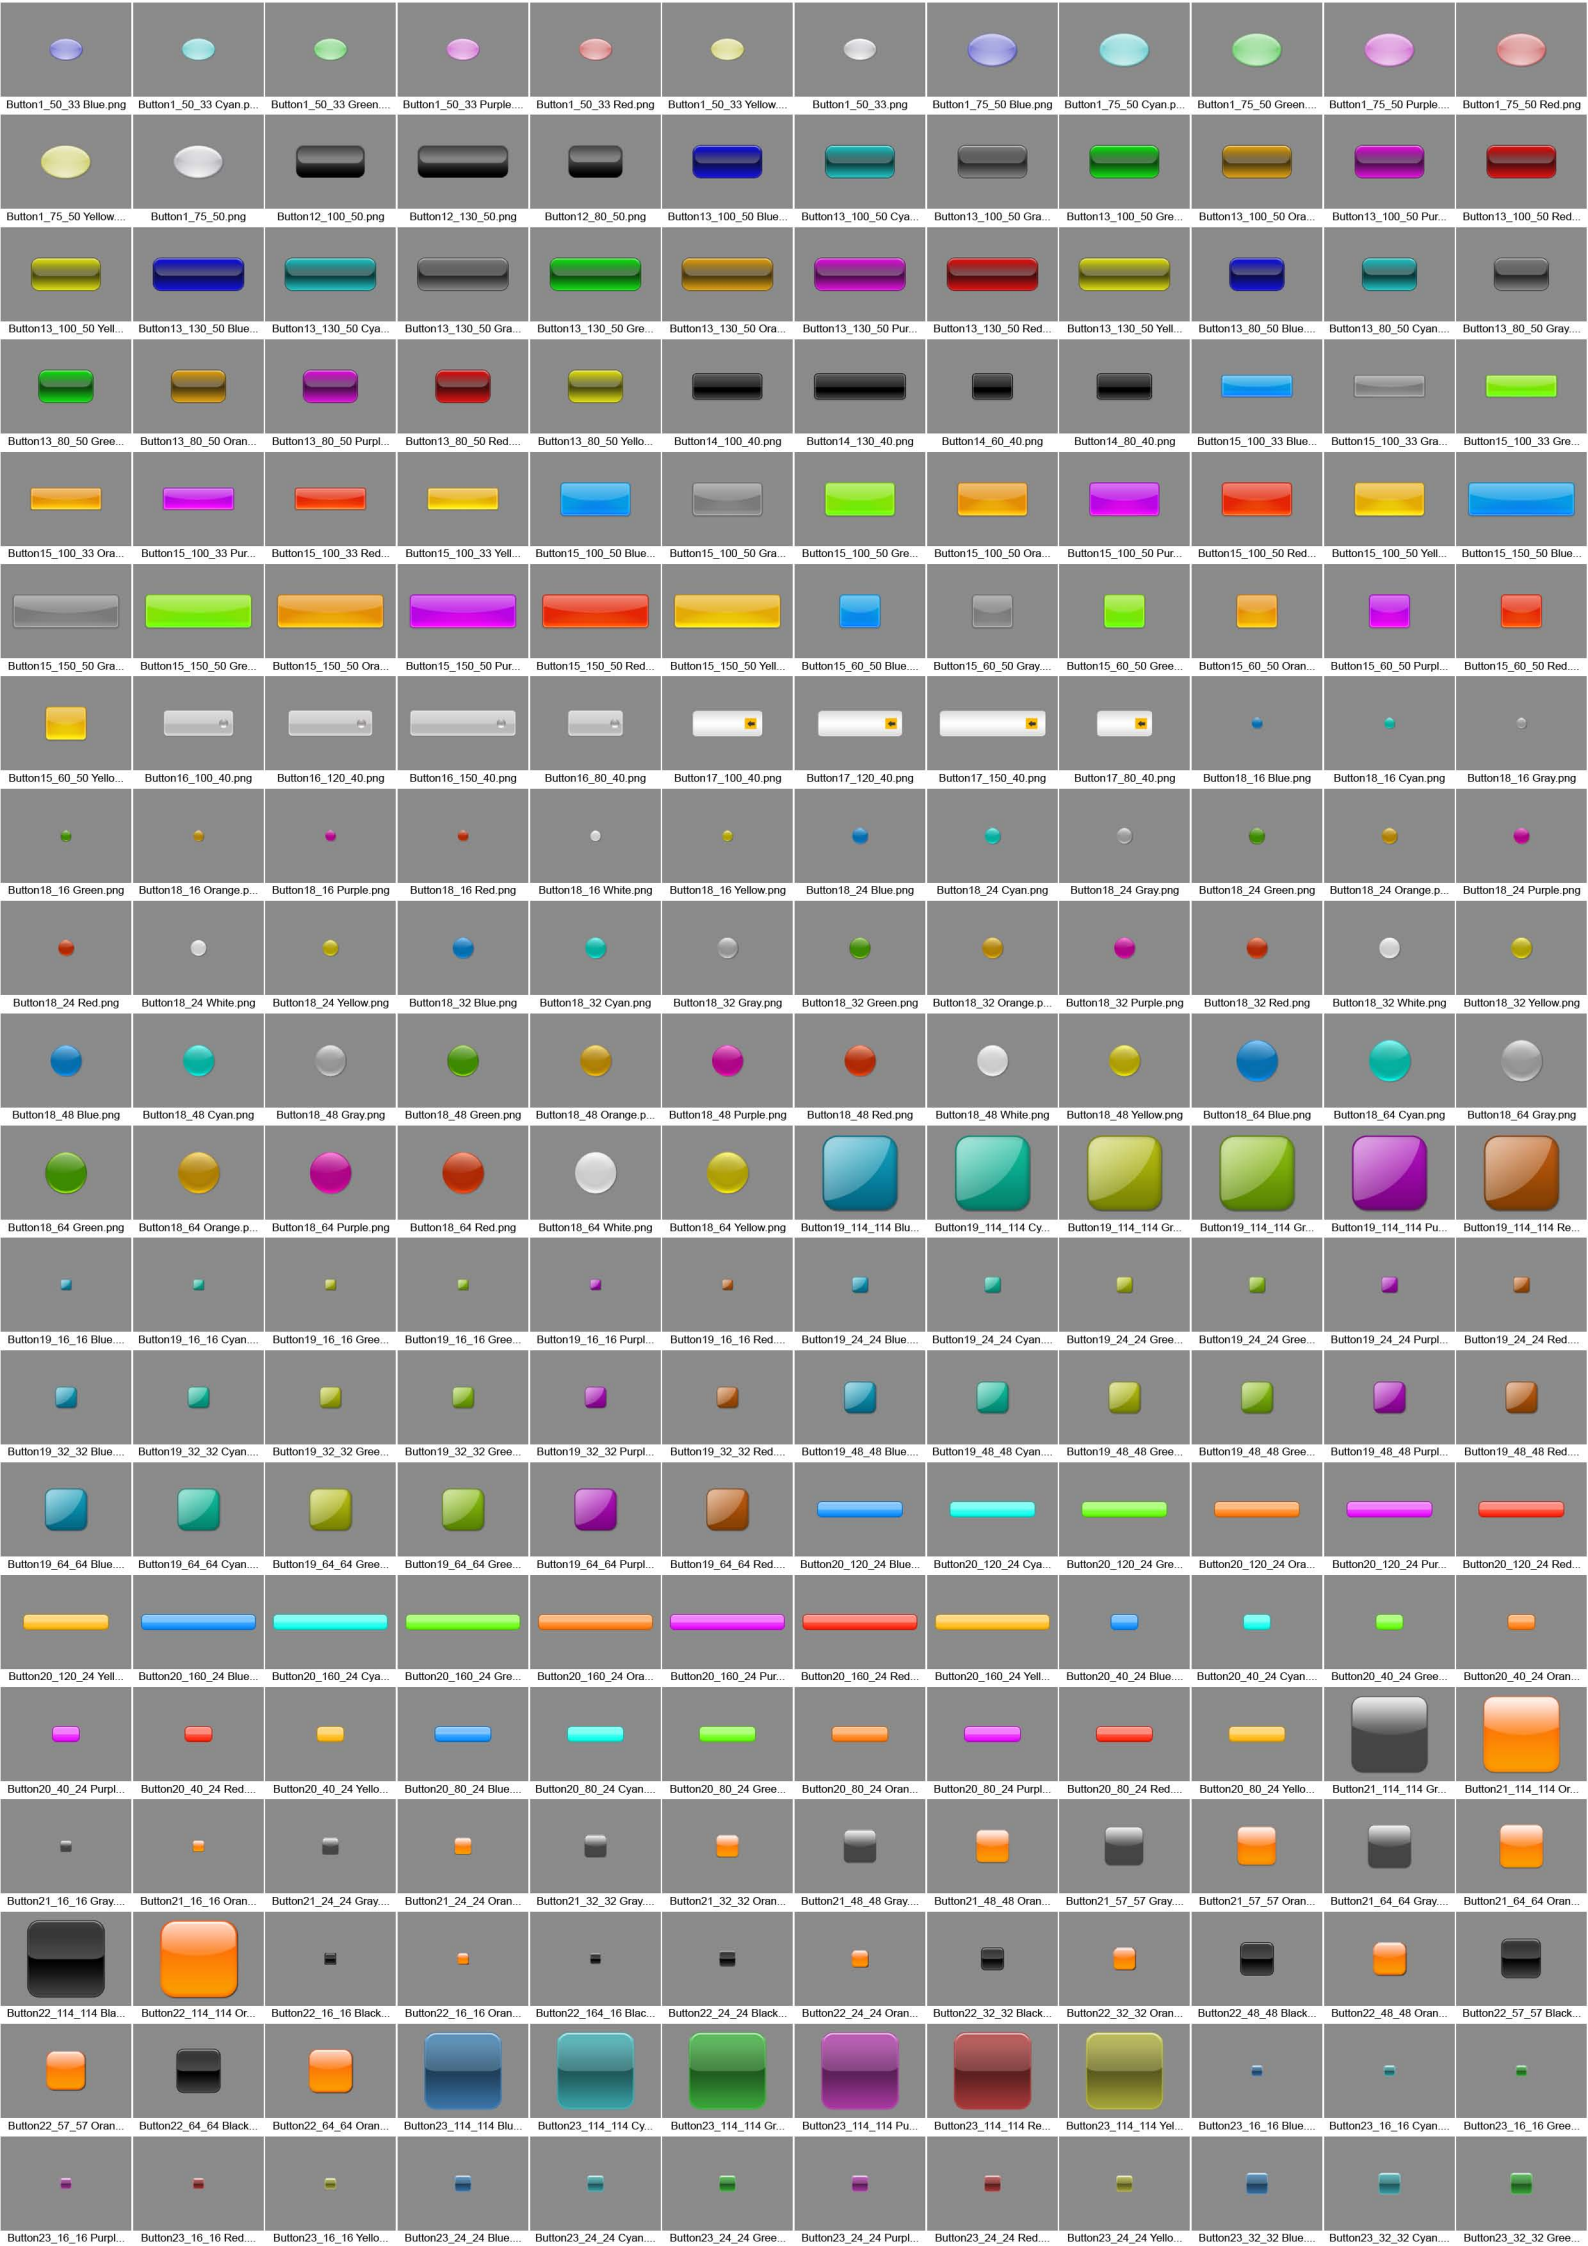 Button1_50_33 Blue.png Button1_50_33 Cyan.p... Button1_50_33 Green.... Button1_50_33 Purple.... Button1_50_33 Red.png Button1_50_33 Yellow.... Button1_50_33.png Button1_75_50 Blue.png Button1_75_50 Cyan.p... Button1_75_50 Green.... Button1_75_50 Purple.... Button1_75_50 Red.png
Button1_75_50 Yellow.... Button1_75_50.png Button12_100_50.png Button12_130_50.png Button12_80_50.png Button13_100_50 Blue... Button13_100_50 Cya... Button13_100_50 Gra... Button13_100_50 Gre... Button13_100_50 Ora... Button13_100_50 Pur... Button13_100_50 Red...
Button13_100_50 Yell... Button13_130_50 Blue... Button13_130_50 Cya... Button13_130_50 Gra... Button13_130_50 Gre... Button13_130_50 Ora... Button13_130_50 Pur... Button13_130_50 Red... Button13_130_50 Yell... Button13_80_50 Blue.... Button13_80_50 Cyan.... Button13_80_50 Gray....
Button13_80_50 Gree... Button13_80_50 Oran... Button13_80_50 Purpl... Button13_80_50 Red.... Button13_80_50 Yello... Button14_100_40.png Button14_130_40.png Button14_60_40.png Button14_80_40.png Button15_100_33 Blue... Button15_100_33 Gra... Button15_100_33 Gre...
Button15_100_33 Ora... Button15_100_33 Pur... Button15_100_33 Red... Button15_100_33 Yell... Button15_100_50 Blue... Button15_100_50 Gra... Button15_100_50 Gre... Button15_100_50 Ora... Button15_100_50 Pur... Button15_100_50 Red... Button15_100_50 Yell... Button15_150_50 Blue...
Button15_150_50 Gra... Button15_150_50 Gre... Button15_150_50 Ora... Button15_150_50 Pur... Button15_150_50 Red... Button15_150_50 Yell... Button15_60_50 Blue.... Button15_60_50 Gray.... Button15_60_50 Gree... Button15_60_50 Oran... Button15_60_50 Purpl... Button15_60_50 Red....
Button15_60_50 Yello... Button16_100_40.png Button16_120_40.png Button16_150_40.png Button16_80_40.png Button17_100_40.png Button17_120_40.png Button17_150_40.png Button17_80_40.png Button18_16 Blue.png Button18_16 Cyan.png Button18_16 Gray.png
Button18_16 Green.png Button18_16 Orange.p... Button18_16 Purple.png Button18_16 Red.png Button18_16 White.png Button18_16 Yellow.png Button18_24 Blue.png Button18_24 Cyan.png Button18_24 Gray.png Button18_24 Green.png Button18_24 Orange.p... Button18_24 Purple.png
Button18_24 Red.png Button18_24 White.png Button18_24 Yellow.png Button18_32 Blue.png Button18_32 Cyan.png Button18_32 Gray.png Button18_32 Green.png Button18_32 Orange.p... Button18_32 Purple.png Button18_32 Red.png Button18_32 White.png Button18_32 Yellow.png
Button18_48 Blue.png Button18_48 Cyan.png Button18_48 Gray.png Button18_48 Green.png Button18_48 Orange.p... Button18_48 Purple.png Button18_48 Red.png Button18_48 White.png Button18_48 Yellow.png Button18_64 Blue.png Button18_64 Cyan.png Button18_64 Gray.png
Button18_64 Green.png Button18_64 Orange.p... Button18_64 Purple.png Button18_64 Red.png Button18_64 White.png Button18_64 Yellow.png Button19_114_114 Blu... Button19_114_114 Cy... Button19_114_114 Gr... Button19_114_114 Gr... Button19_114_114 Pu... Button19_114_114 Re...
Button19_16_16 Blue.... Button19_16_16 Cyan.... Button19_16_16 Gree... Button19_16_16 Gree... Button19_16_16 Purpl... Button19_16_16 Red.... Button19_24_24 Blue.... Button19_24_24 Cyan.... Button19_24_24 Gree... Button19_24_24 Gree... Button19_24_24 Purpl... Button19_24_24 Red....
Button19_32_32 Blue.... Button19_32_32 Cyan.... Button19_32_32 Gree... Button19_32_32 Gree... Button19_32_32 Purpl... Button19_32_32 Red.... Button19_48_48 Blue.... Button19_48_48 Cyan.... Button19_48_48 Gree... Button19_48_48 Gree... Button19_48_48 Purpl... Button19_48_48 Red....
Button19_64_64 Blue.... Button19_64_64 Cyan.... Button19_64_64 Gree... Button19_64_64 Gree... Button19_64_64 Purpl... Button19_64_64 Red.... Button20_120_24 Blue... Button20_120_24 Cya... Button20_120_24 Gre... Button20_120_24 Ora... Button20_120_24 Pur... Button20_120_24 Red...
Button20_120_24 Yell... Button20_160_24 Blue... Button20_160_24 Cya... Button20_160_24 Gre... Button20_160_24 Ora... Button20_160_24 Pur... Button20_160_24 Red... Button20_160_24 Yell... Button20_40_24 Blue.... Button20_40_24 Cyan.... Button20_40_24 Gree... Button20_40_24 Oran...
Button20_40_24 Purpl... Button20_40_24 Red.... Button20_40_24 Yello... Button20_80_24 Blue.... Button20_80_24 Cyan.... Button20_80_24 Gree... Button20_80_24 Oran... Button20_80_24 Purpl... Button20_80_24 Red.... Button20_80_24 Yello... Button21_114_114 Gr... Button21_114_114 Or...
Button21_16_16 Gray.... Button21_16_16 Oran... Button21_24_24 Gray.... Button21_24_24 Oran... Button21_32_32 Gray.... Button21_32_32 Oran... Button21_48_48 Gray.... Button21_48_48 Oran... Button21_57_57 Gray.... Button21_57_57 Oran... Button21_64_64 Gray.... Button21_64_64 Oran...
Button22_114_114 Bla... Button22_114_114 Or... Button22_16_16 Black... Button22_16_16 Oran... Button22_164_16 Blac... Button22_24_24 Black... Button22_24_24 Oran... Button22_32_32 Black... Button22_32_32 Oran... Button22_48_48 Black... Button22_48_48 Oran... Button22_57_57 Black...
Button22_57_57 Oran... Button22_64_64 Black... Button22_64_64 Oran... Button23_114_114 Blu... Button23_114_114 Cy... Button23_114_114 Gr... Button23_114_114 Pu... Button23_114_114 Re... Button23_114_114 Yel... Button23_16_16 Blue.... Button23_16_16 Cyan.... Button23_16_16 Gree...
Button23_16_16 Purpl... Button23_16_16 Red.... Button23_16_16 Yello... Button23_24_24 Blue.... Button23_24_24 Cyan.... Button23_24_24 Gree... Button23_24_24 Purpl... Button23_24_24 Red.... Button23_24_24 Yello... Button23_32_32 Blue.... Button23_32_32 Cyan.... Button23_32_32 Gree...